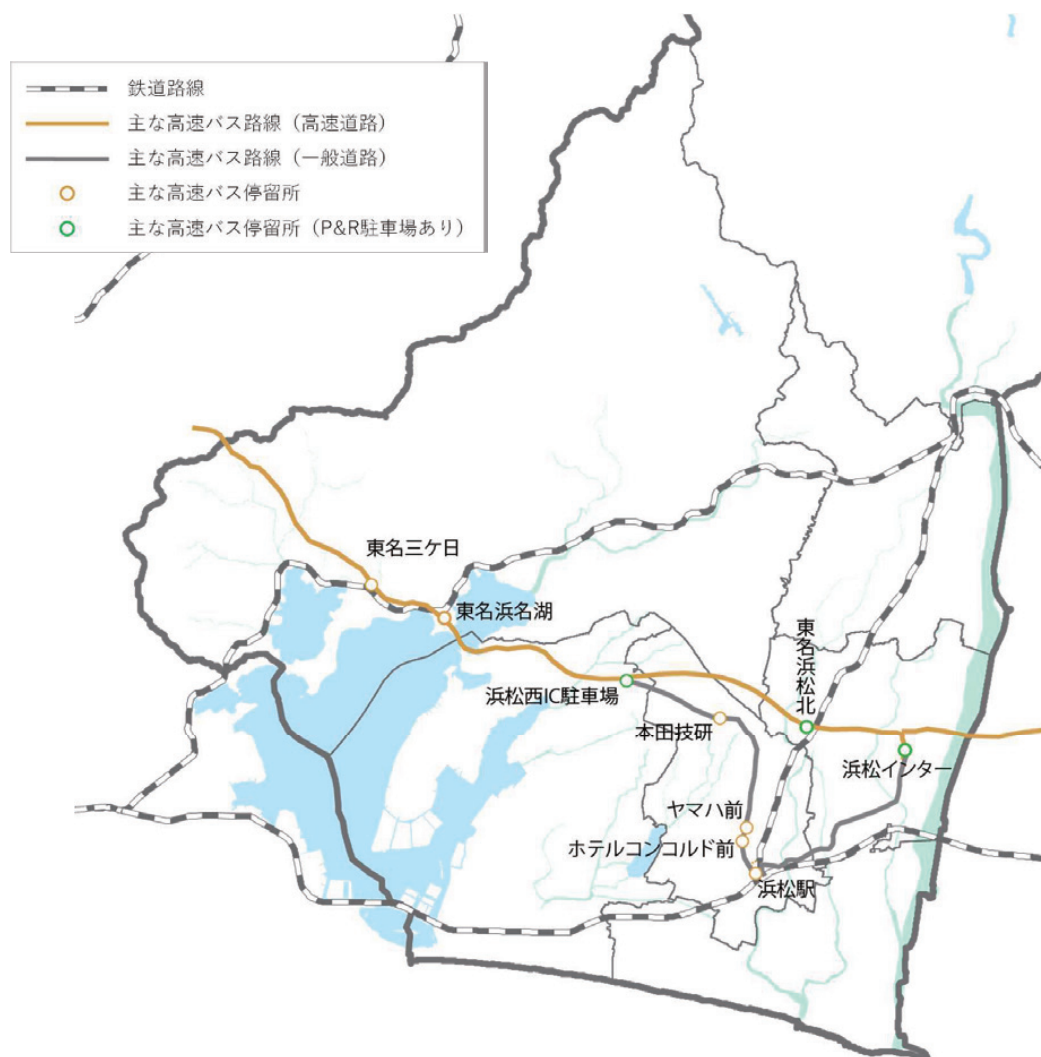 鉄道路線
主な高速バス路線（高速道路）
主な高速バス路線（一般道路）
主な高速バス停留所
主な高速バス停留所（P&R駐車場あり）
東名三ケ日
東名浜名湖
東名浜松北
浜松西IC駐車場
本田技研
浜松インター
ヤマハ前
ホテルコンコルド前
浜松駅